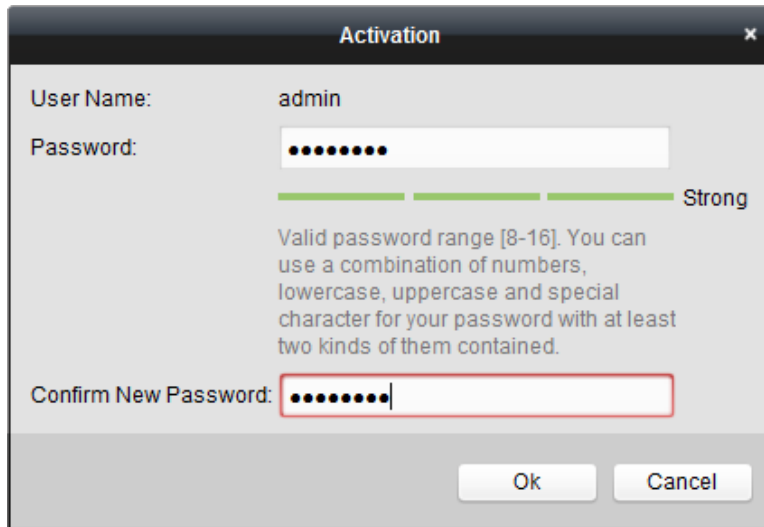 Activation ×
User Name: admin
Password: ••••••••
Strong
Valid password range [8-16]. You can
use a combination of numbers,
lowercase, uppercase and special
character for your password with at least
two kinds of them contained.
Confirm New Password: ••••••••
Ok Cancel